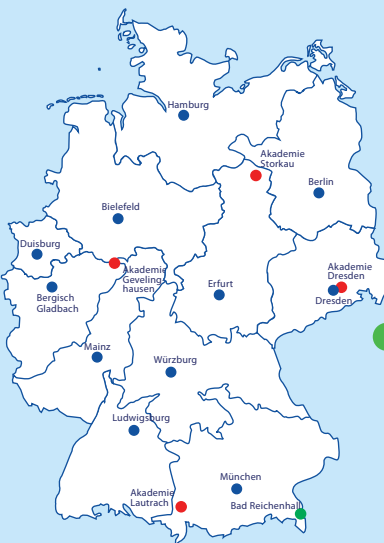 Hamburg
Akademie
Storkau
Berlin
Bielefeld
Duisburg
Akademie
Geveling-
hausen
Akademie
Dresden
Dresden
Erfurt
Bergisch
Gladbach
Mainz
Würzburg
Ludwigsburg
München
Akademie
Lautrach
Bad Reichenhall